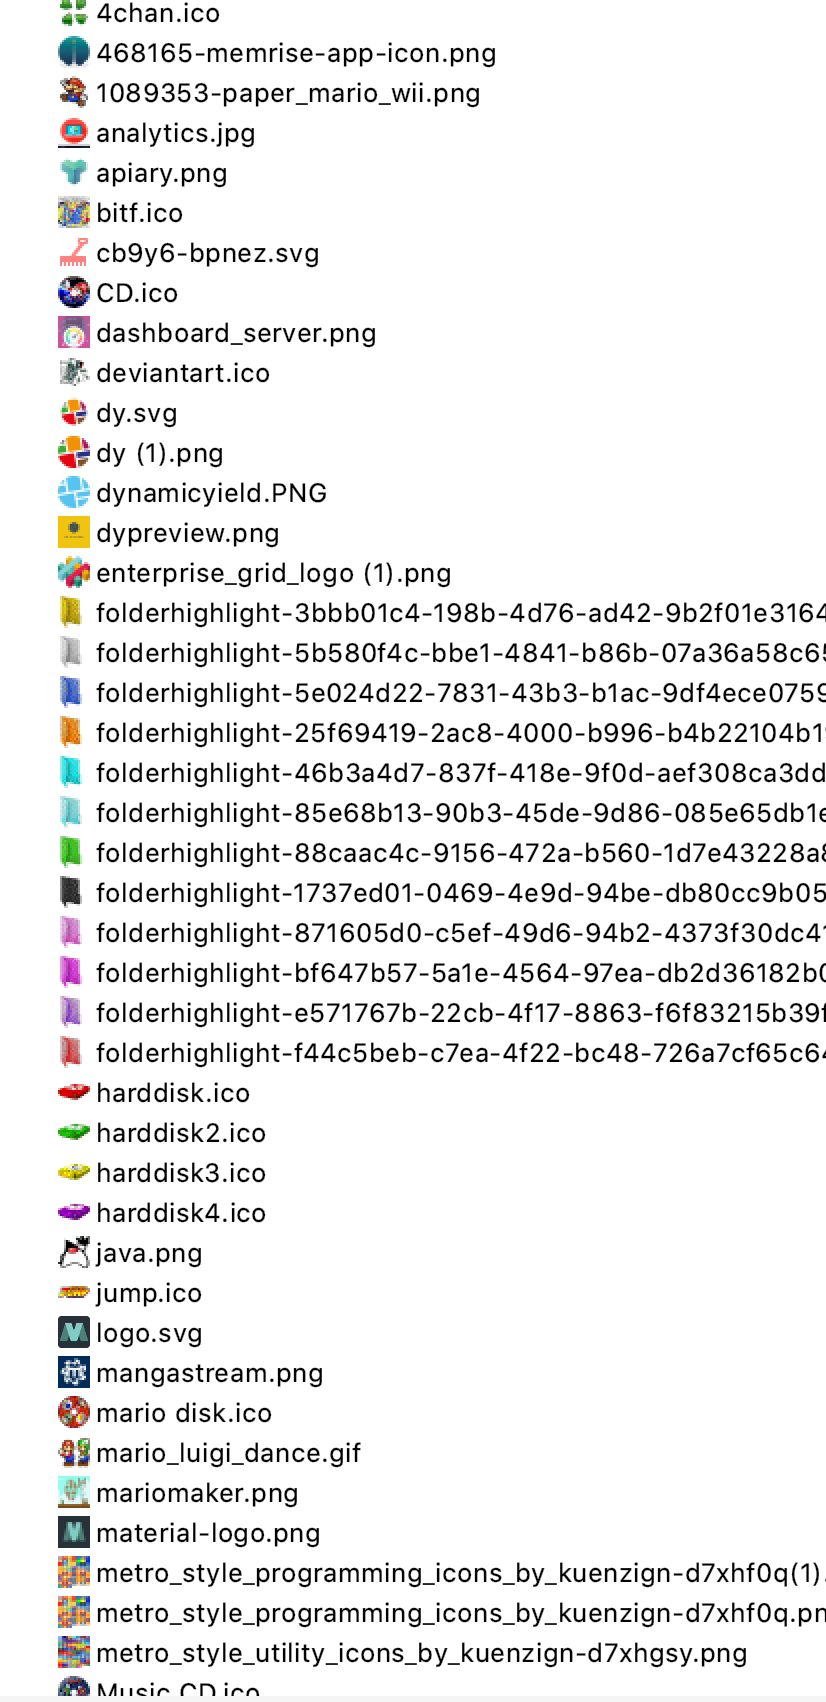 4chan.ico
468165-memrise-app-icon.png
1089353-paper_mario_wii.png
analytics.jpg
apiary.png
bitf.ico
cb9y6-bpnez.svg
CD.ico
dashboard_server.png
deviantart.ico
dy.svg
dy (1).png
dynamicyield.PNG
dypreview.png
enterprise_grid_logo (1).png
folderhighlight-3bbb01c4-198b-4d76-ad42-9b2f01e3164
folderhighlight-5b580f4c-bbe1-4841-b86b-07a36a58c65
folderhighlight-5e024d22-7831-43b3-b1ac-9df4ece0759
folderhighlight-25f69419-2ac8-4000-b996-b4b22104b1
folderhighlight-46b3a4d7-837f-418e-9f0d-aef308ca3dd
folderhighlight-85e68b13-90b3-45de-9d86-085e65db1e
folderhighlight-88caac4c-9156-472a-b560-1d7e43228a8
folderhighlight-1737ed01-0469-4e9d-94be-db80cc9b05
folderhighlight-871605d0-c5ef-49d6-94b2-4373f30dc41
folderhighlight-bf647b57-5a1e-4564-97ea-db2d36182b0
folderhighlight-e571767b-22cb-4f17-8863-f6f83215b39f
folderhighlight-f44c5beb-c7ea-4f22-bc48-726a7cf65c64
harddisk.ico
harddisk2.ico
harddisk3.ico
harddisk4.ico
java.png
jump.ico
logo.svg
mangastream.png
mario disk.ico
mario_luigi_dance.gif
mariomaker.png
material-logo.png
metro_style_programming_icons_by_kuenzign-d7xhf0q(1).
metro_style_programming_icons_by_kuenzign-d7xhf0q.pn
metro_style_utility_icons_by_kuenzign-d7xhgsy.png
Music CD.ico